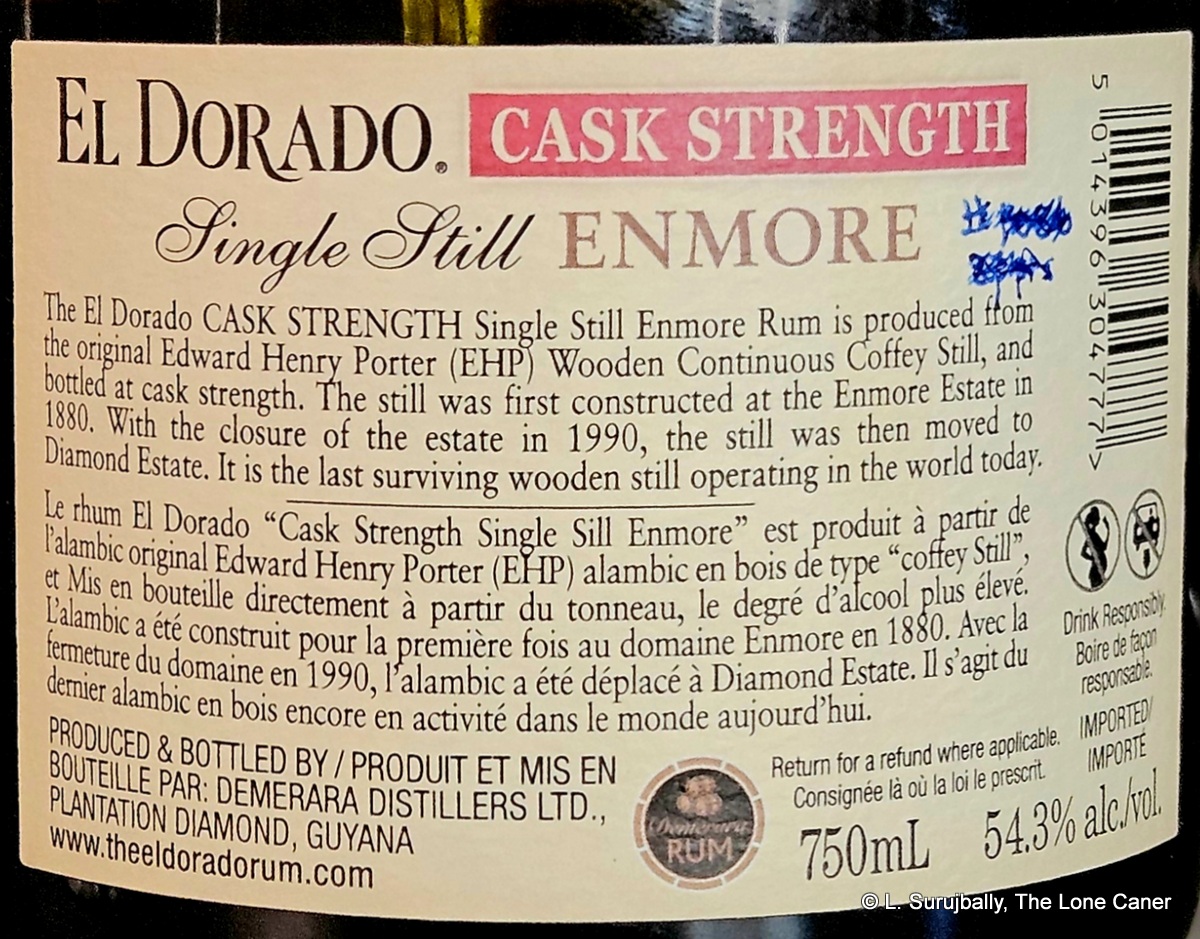 EL DORADO® CASK STRENGTH
Single Still ENMORE
The El Dorado CASK STRENGTH Single Still Enmore Rum is produced from
the original Edward Henry Porter (EHP) Wooden Continuous Coffey Still, and
bottled at cask strength. The still was first constructed at the Enmore Estate in
1880. With the closure of the estate in 1990, the still was then moved to
Diamond Estate. It is the last surviving wooden still operating in the world today.
Le rhum El Dorado “Cask Strength Single Sill Enmore” est produit à partir de
l’alambic original Edward Henry Porter (EHP) alambic en bois de type “coffey Still”,
et Mis en bouteille directement à partir du tonneau, le degré d’alcool plus élevé.
L’alambic a été construit pour la première fois au domaine Enmore en 1880. Avec la
fermeture du domaine en 1990, l’alambic a été déplacé à Diamond Estate. Il s’agit du
dernier alambic en bois encore en activité dans le monde aujourd’hui.
PRODUCED & BOTTLED BY / PRODUIT ET MIS EN
BOUTEILLE PAR: DEMERARA DISTILLERS LTD.,
PLANTATION DIAMOND, GUYANA
www.theeldoradorum.com
Demerara
RUM
Return for a refund where applicable.
Consignée là où la loi le prescrit.
750mL 54.3% alc./vol.
5 014396 304777 >
Drink Responsibly.
Boire de façon
responsable.
IMPORTED/
IMPORTÉ
© L. Surujbally, The Lone Caner